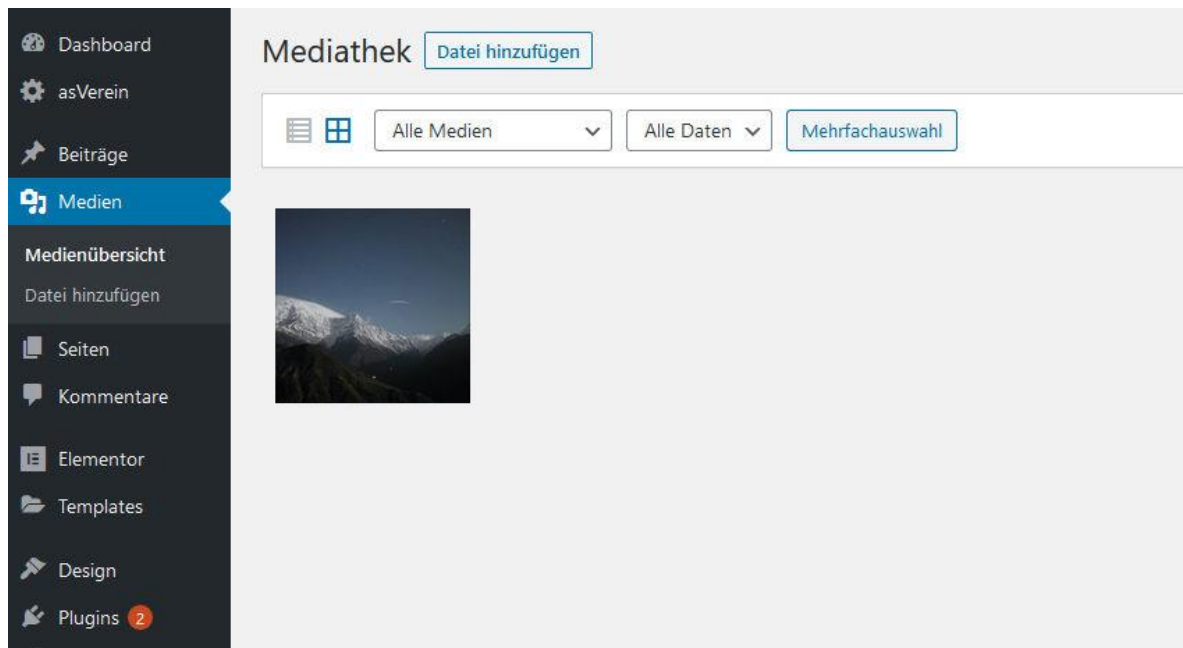 Dashboard
asVerein
Beiträge
Medien
Medienübersicht
Datei hinzufügen
Seiten
Kommentare
Elementor
Templates
Design
Plugins 2
Mediathek Datei hinzufügen
Alle Medien Alle Daten Mehrfachauswahl